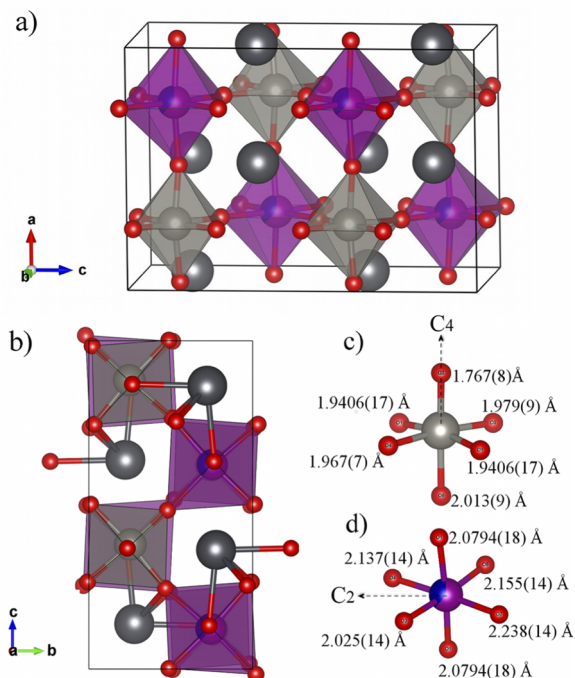 a)
a
b
c
b)
c
a
b
c)
C4
1.767(8)Å
1.9406(17) Å
1.979(9) Å
1.967(7) Å
1.9406(17) Å
2.013(9) Å
d)
2.0794(18) Å
2.137(14) Å
2.155(14) Å
C2
2.025(14) Å
2.238(14) Å
2.0794(18) Å